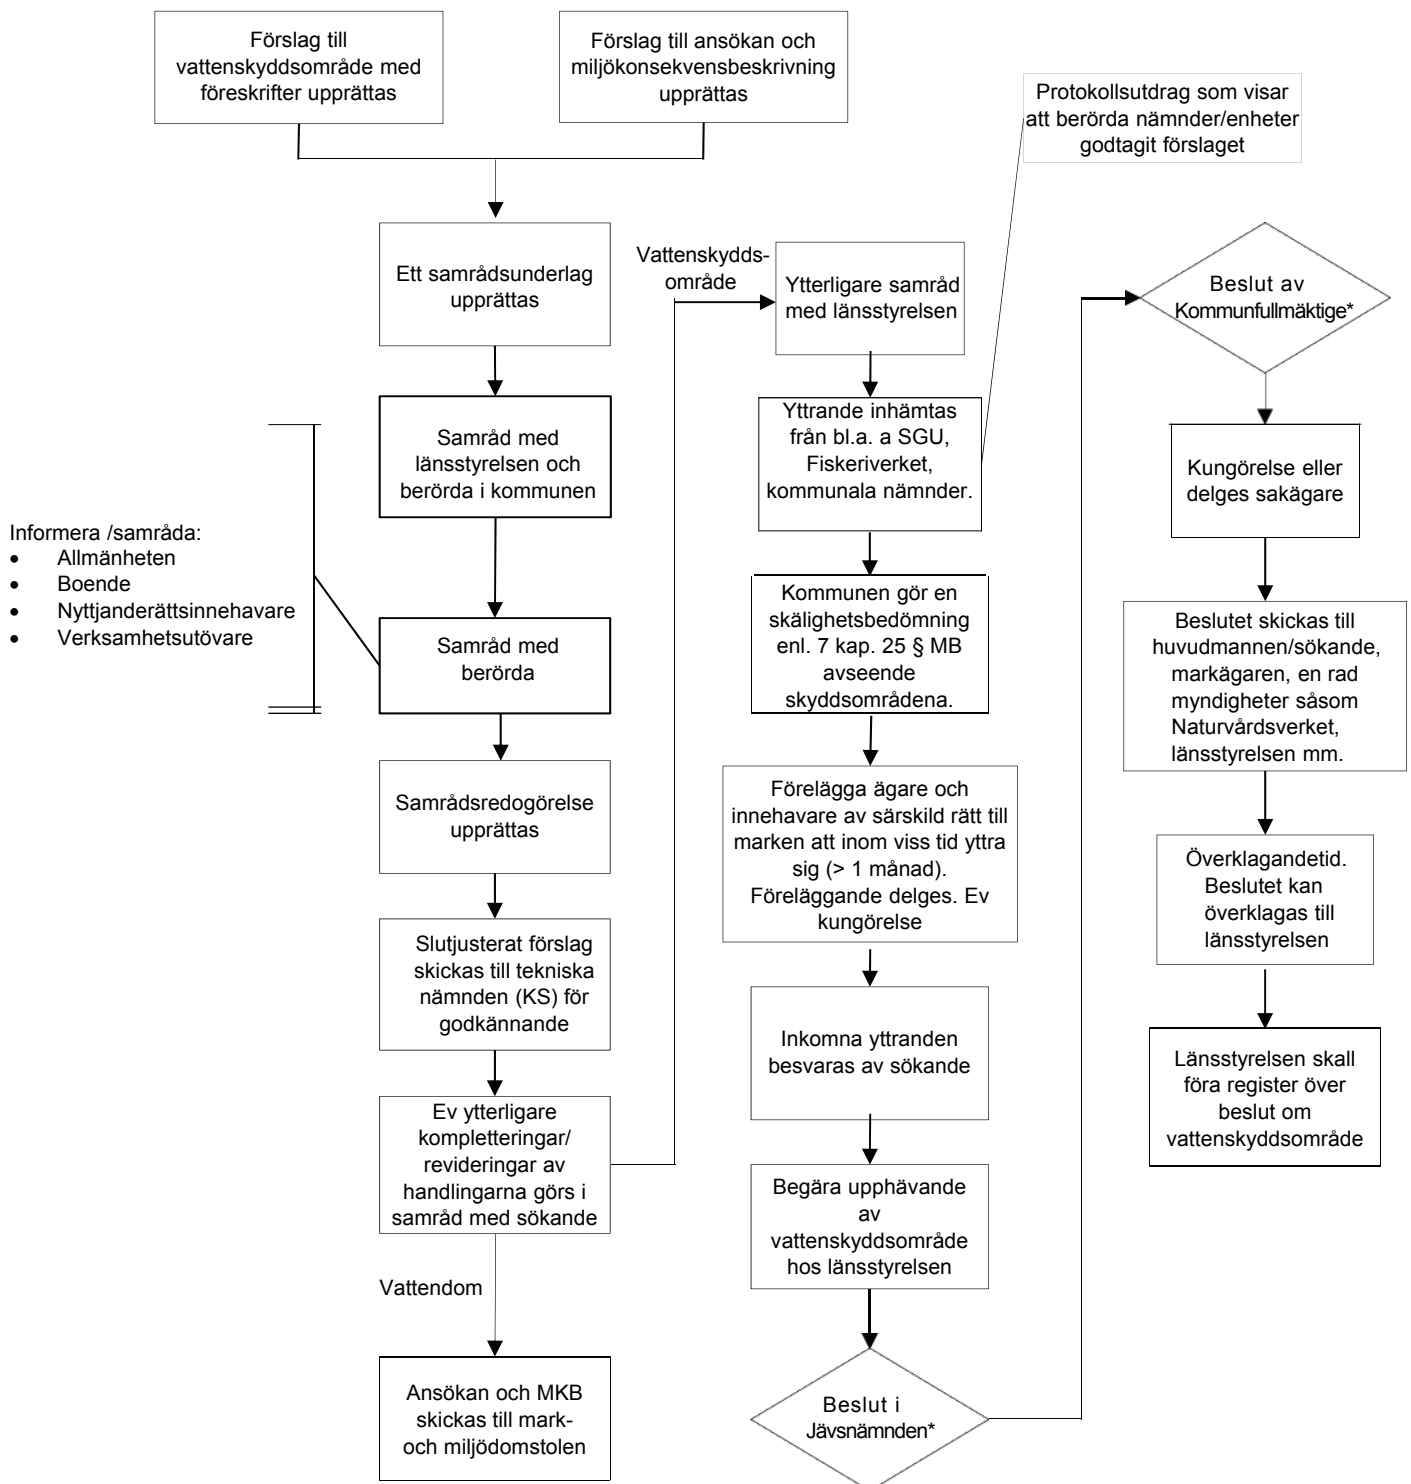 Förslag till
vattenskyddsområde med
föreskrifter upprättas
Förslag till ansökan och
miljökonsekvensbeskrivning
upprättas
Protokollsutdrag som visar
att berörda nämnder/enheter
godtagit förslaget
Ett samrådsunderlag
upprättas
Samråd med
länsstyrelsen och
berörda i kommunen
Informera /samråda:
• Allmänheten
• Boende
• Nyttjanderättsinnehavare
• Verksamhetsutövare
Samråd med
berörda
Samrådsredogörelse
upprättas
Slutjusterat förslag
skickas till tekniska
nämnden (KS) för
godkännande
Ev ytterligare
kompletteringar/
revideringar av
handlingarna görs i
samråd med sökande
Vattendom
Ansökan och MKB
skickas till mark-
och miljödomstolen
Vattenskydds-
område
Ytterligare samråd
med länsstyrelsen
Yttrande inhämtas
från bl.a. a SGU,
Fiskeriverket,
kommunala nämnder.
Kommunen gör en
skälighetsbedömning
enl. 7 kap. 25 § MB
avseende
skyddsområdena.
Förelägga ägare och
innehavare av särskild rätt till
marken att inom viss tid yttra
sig (> 1 månad).
Föreläggande delges. Ev
kungörelse
Inkomna yttranden
besvaras av sökande
Begära upphävande
av
vattenskyddsområde
hos länsstyrelsen
Beslut i
Jävsnämnden*
Beslut av
Kommunfullmäktige*
Kungörelse eller
delges sakägare
Beslutet skickas till
huvudmannen/sökande,
markägaren, en rad
myndigheter såsom
Naturvårdsverket,
länsstyrelsen mm.
Överklagandetid.
Beslutet kan
överklagas till
länsstyrelsen
Länsstyrelsen skall
föra register över
beslut om
vattenskyddsområde